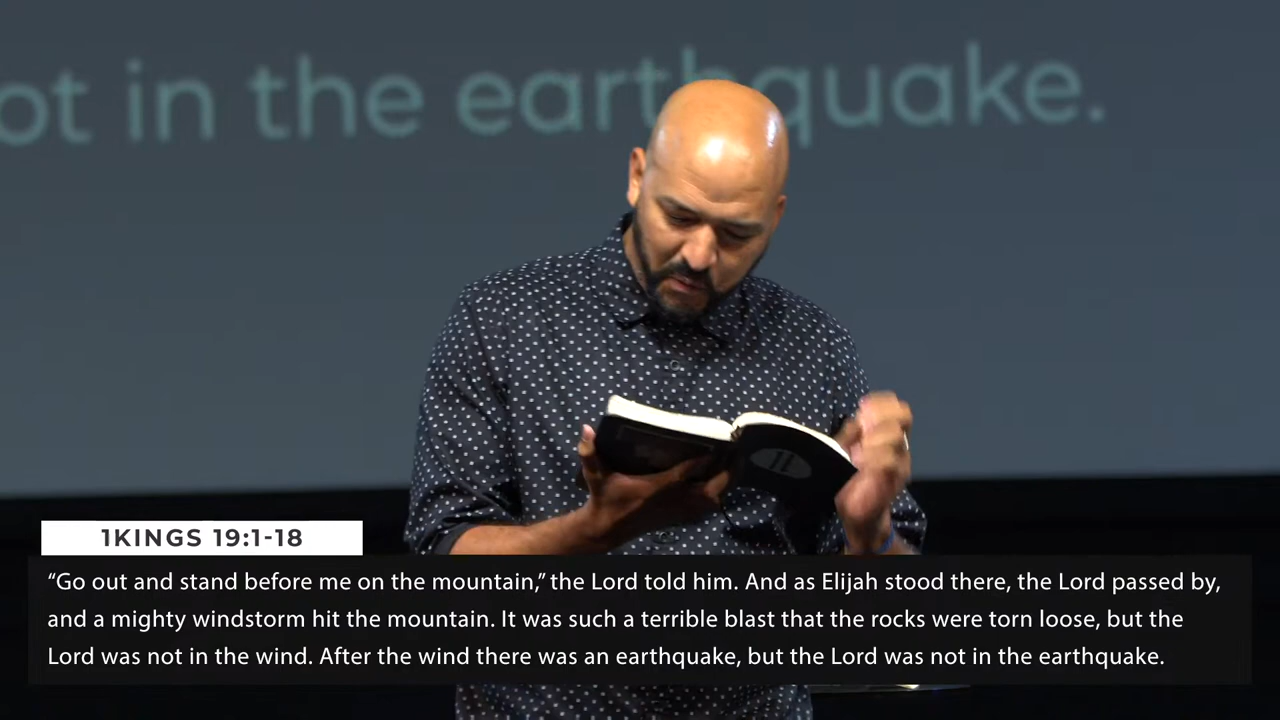 ot in the earthquake.
1KINGS 19:1-18
“Go out and stand before me on the mountain,” the Lord told him. And as Elijah stood there, the Lord passed by,
and a mighty windstorm hit the mountain. It was such a terrible blast that the rocks were torn loose, but the
Lord was not in the wind. After the wind there was an earthquake, but the Lord was not in the earthquake.